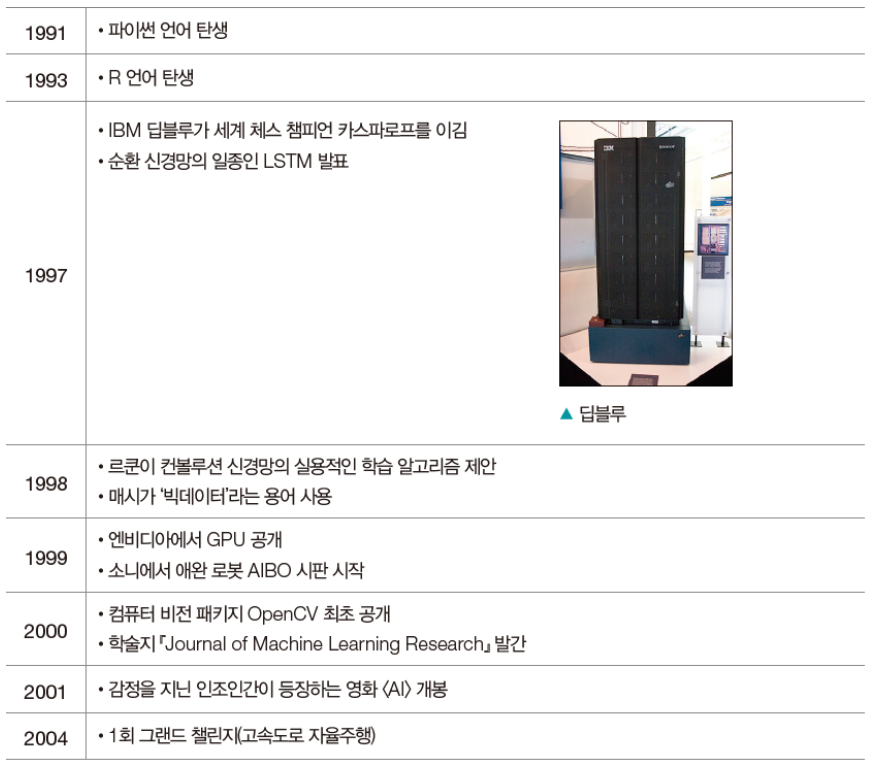 1991
• 파이썬 언어 탄생
1993
• R 언어 탄생
1997
• IBM 딥블루가 세계 체스 챔피언 카스파로프를 이김
• 순환 신경망의 일종인 LSTM 발표
IBM
▲ 딥블루
1998
• 르쿤이 컨볼루션 신경망의 실용적인 학습 알고리즘 제안
• 매시가 ‘빅데이터’라는 용어 사용
1999
• 엔비디아에서 GPU 공개
• 소니에서 애완 로봇 AIBO 시판 시작
2000
• 컴퓨터 비전 패키지 OpenCV 최초 공개
• 학술지 『Journal of Machine Learning Research』 발간
2001
• 감정을 지닌 인조인간이 등장하는 영화 〈AI〉 개봉
2004
• 1회 그랜드 챌린지(고속도로 자율주행)